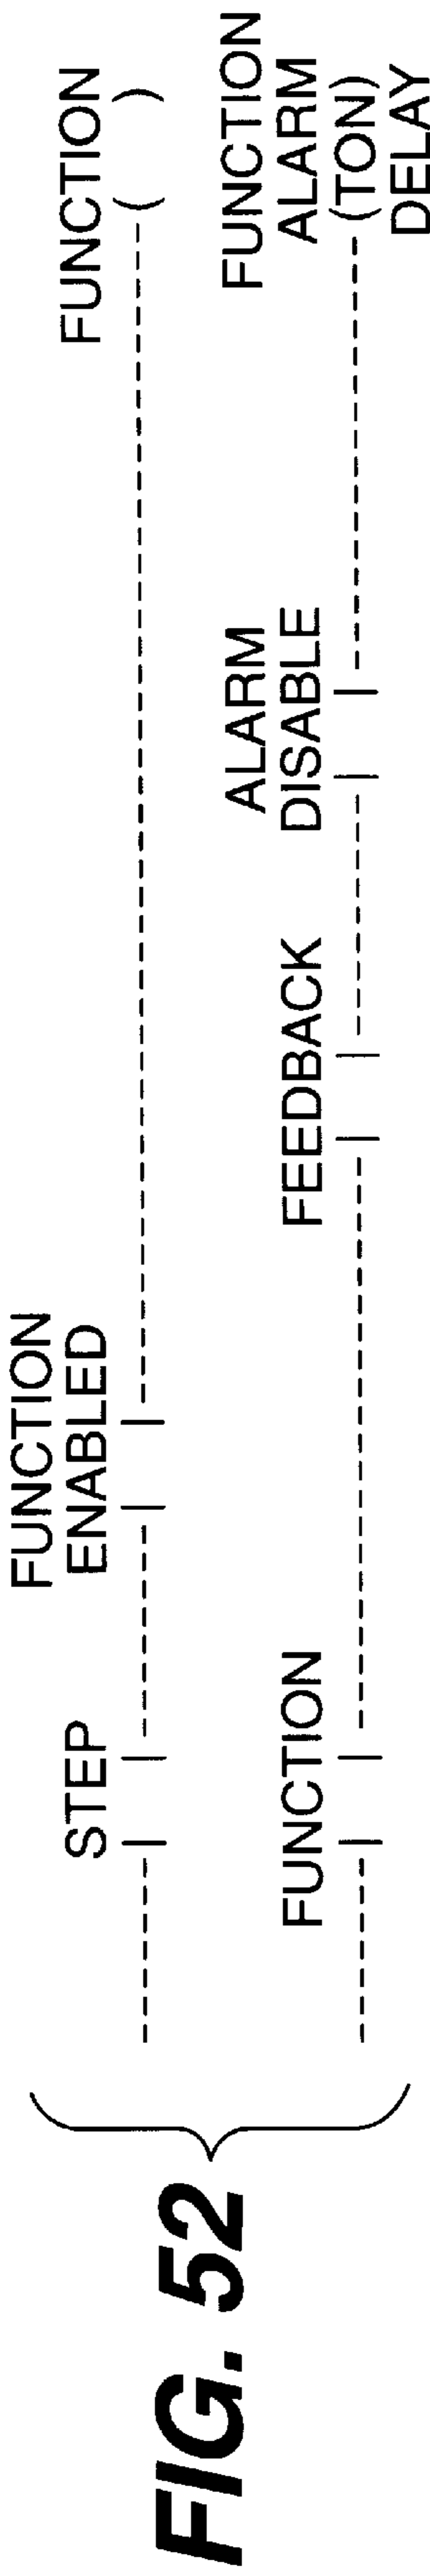 FIG. 52
STEP
FUNCTION
ENABLED
FUNCTION
( )
FUNCTION
FEEDBACK
ALARM
DISABLE
FUNCTION
ALARM
(TON)
DELAY